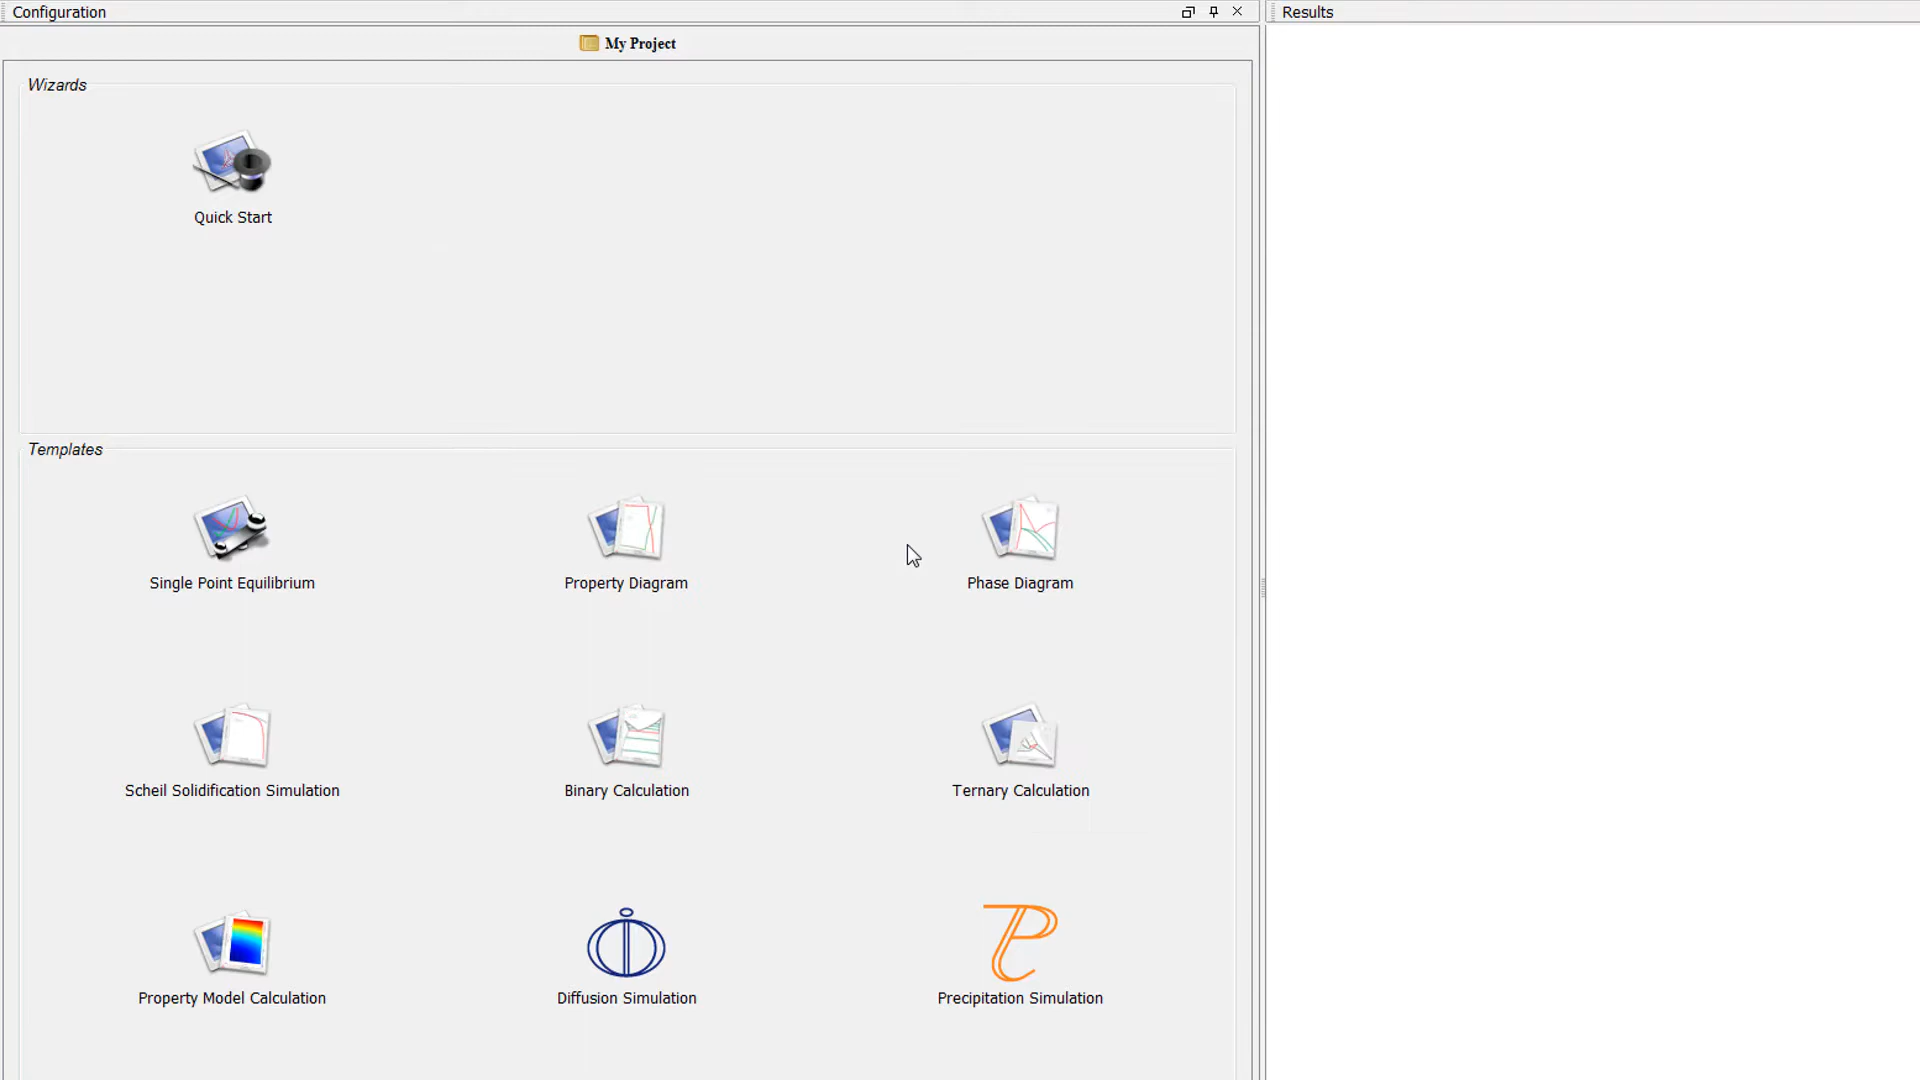 Configuration
Results
My Project
Wizards
Quick Start
Templates
Single Point Equilibrium
Property Diagram
Phase Diagram
Scheil Solidification Simulation
Binary Calculation
Ternary Calculation
Property Model Calculation
Diffusion Simulation
Precipitation Simulation